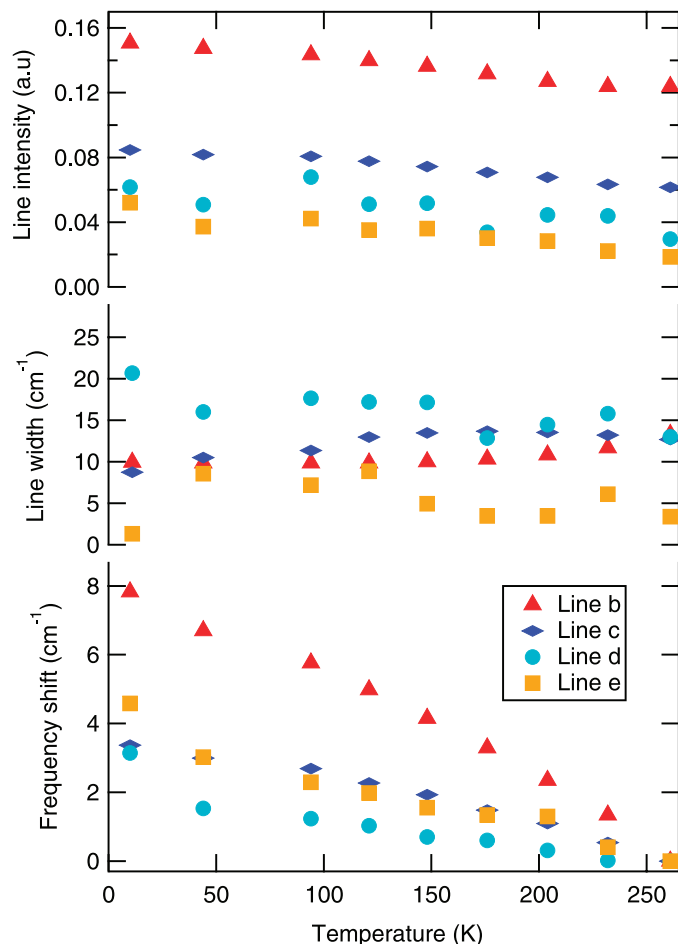 Line intensity (a.u)
0.16
0.12
0.08
0.04
0.00
Line width (cm⁻¹)
25
20
15
10
5
0
Frequency shift (cm⁻¹)
8
6
4
2
0
Line b
Line c
Line d
Line e
0 50 100 150 200 250
Temperature (K)